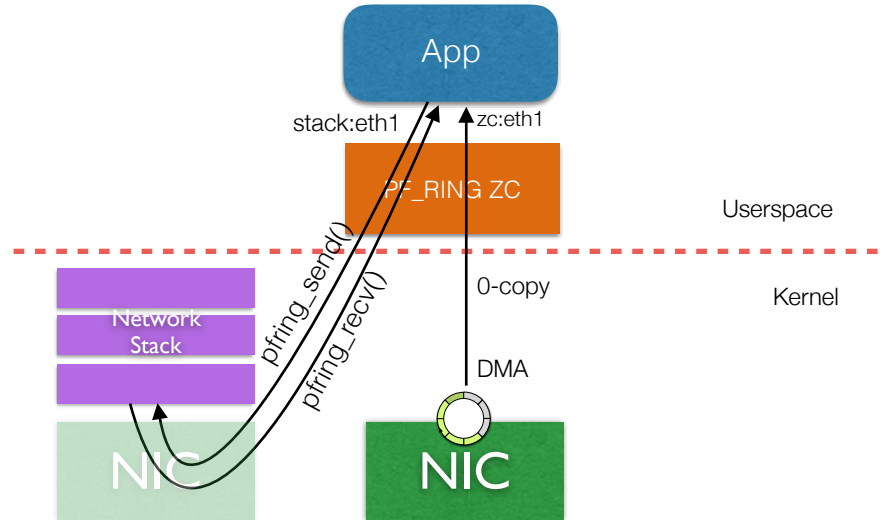 App
stack:eth1
zc:eth1
PF_RING ZC
Userspace
pfring_send()
pfring_recv()
0-copy
Kernel
Network
Stack
DMA
NIC
NIC